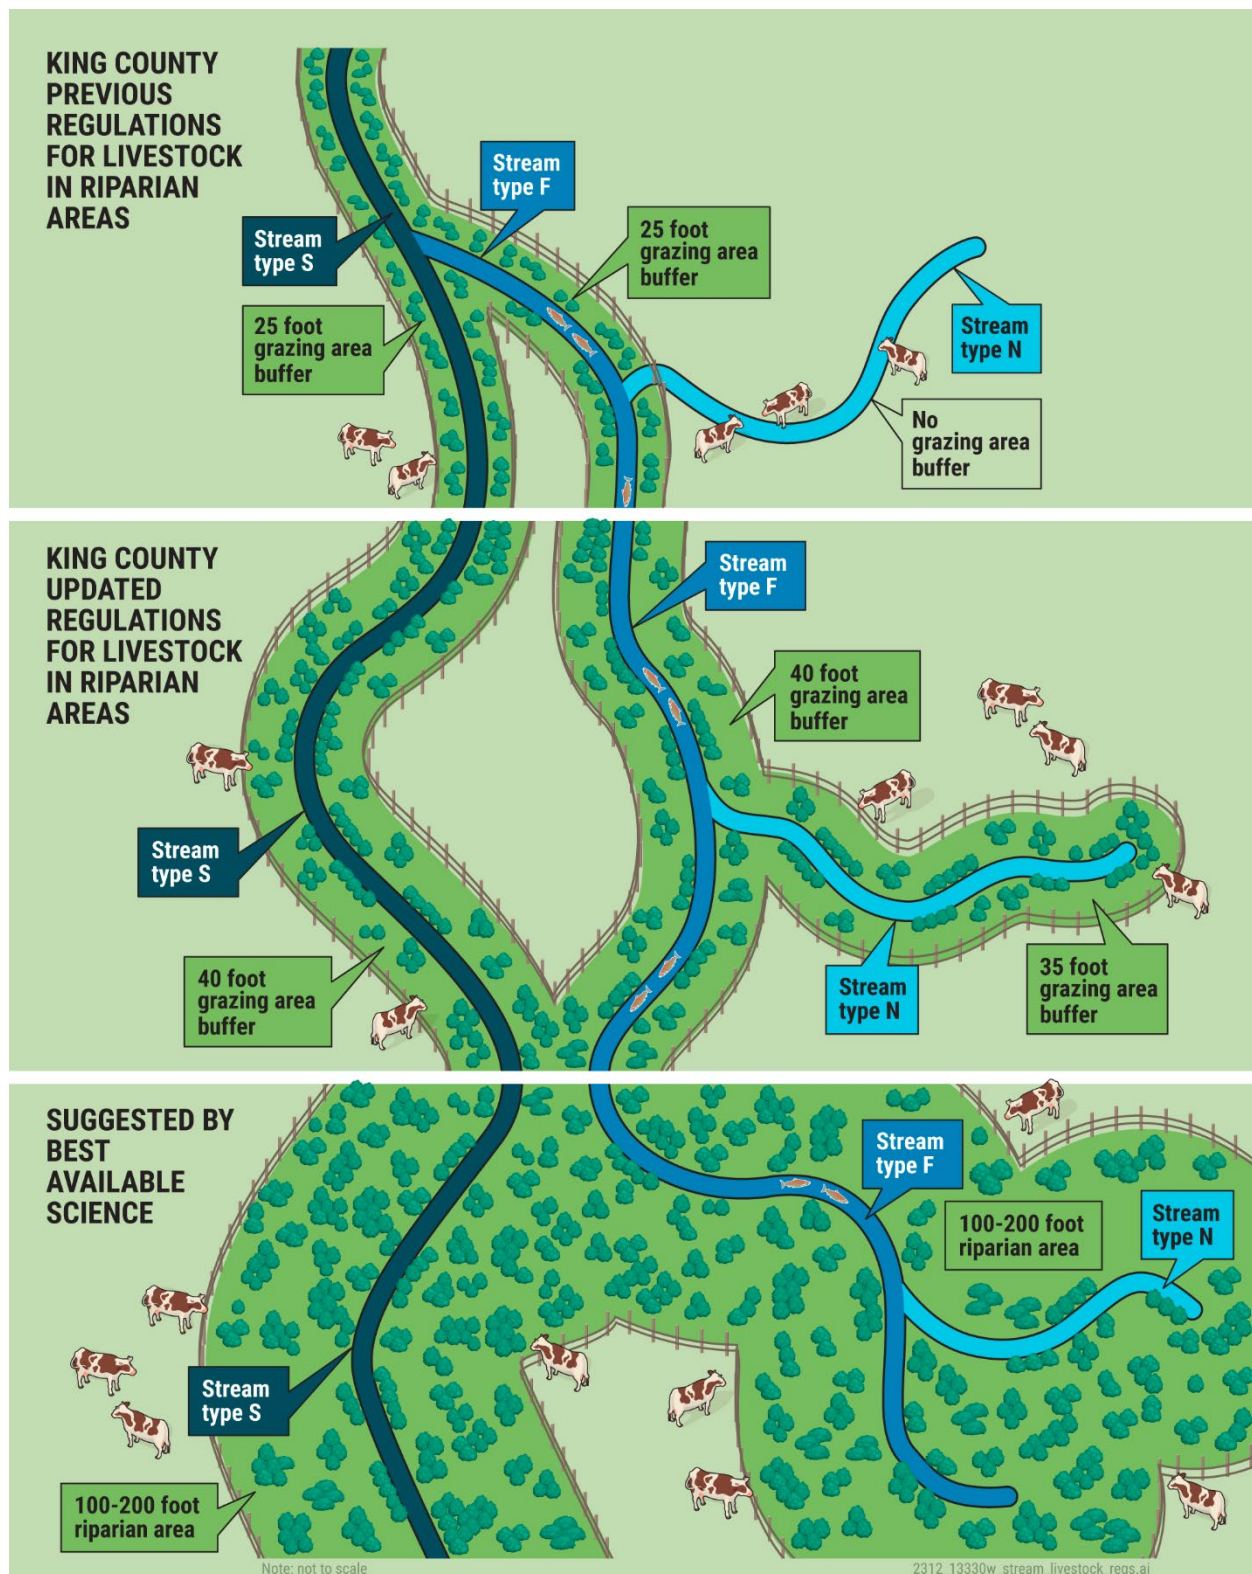 KING COUNTY
PREVIOUS
REGULATIONS
FOR LIVESTOCK
IN RIPARIAN
AREAS
Stream
type F
25 foot
grazing area
buffer
Stream
type S
25 foot
grazing area
buffer
Stream
type N
No
grazing area
buffer
KING COUNTY
UPDATED
REGULATIONS
FOR LIVESTOCK
IN RIPARIAN
AREAS
Stream
type F
40 foot
grazing area
buffer
Stream
type S
40 foot
grazing area
buffer
Stream
type N
35 foot
grazing area
buffer
SUGGESTED BY
BEST
AVAILABLE
SCIENCE
Stream
type F
100-200 foot
riparian area
Stream
type N
Stream
type S
100-200 foot
riparian area
Note: not to scale
2312_13330w_stream_livestock_regs.ai